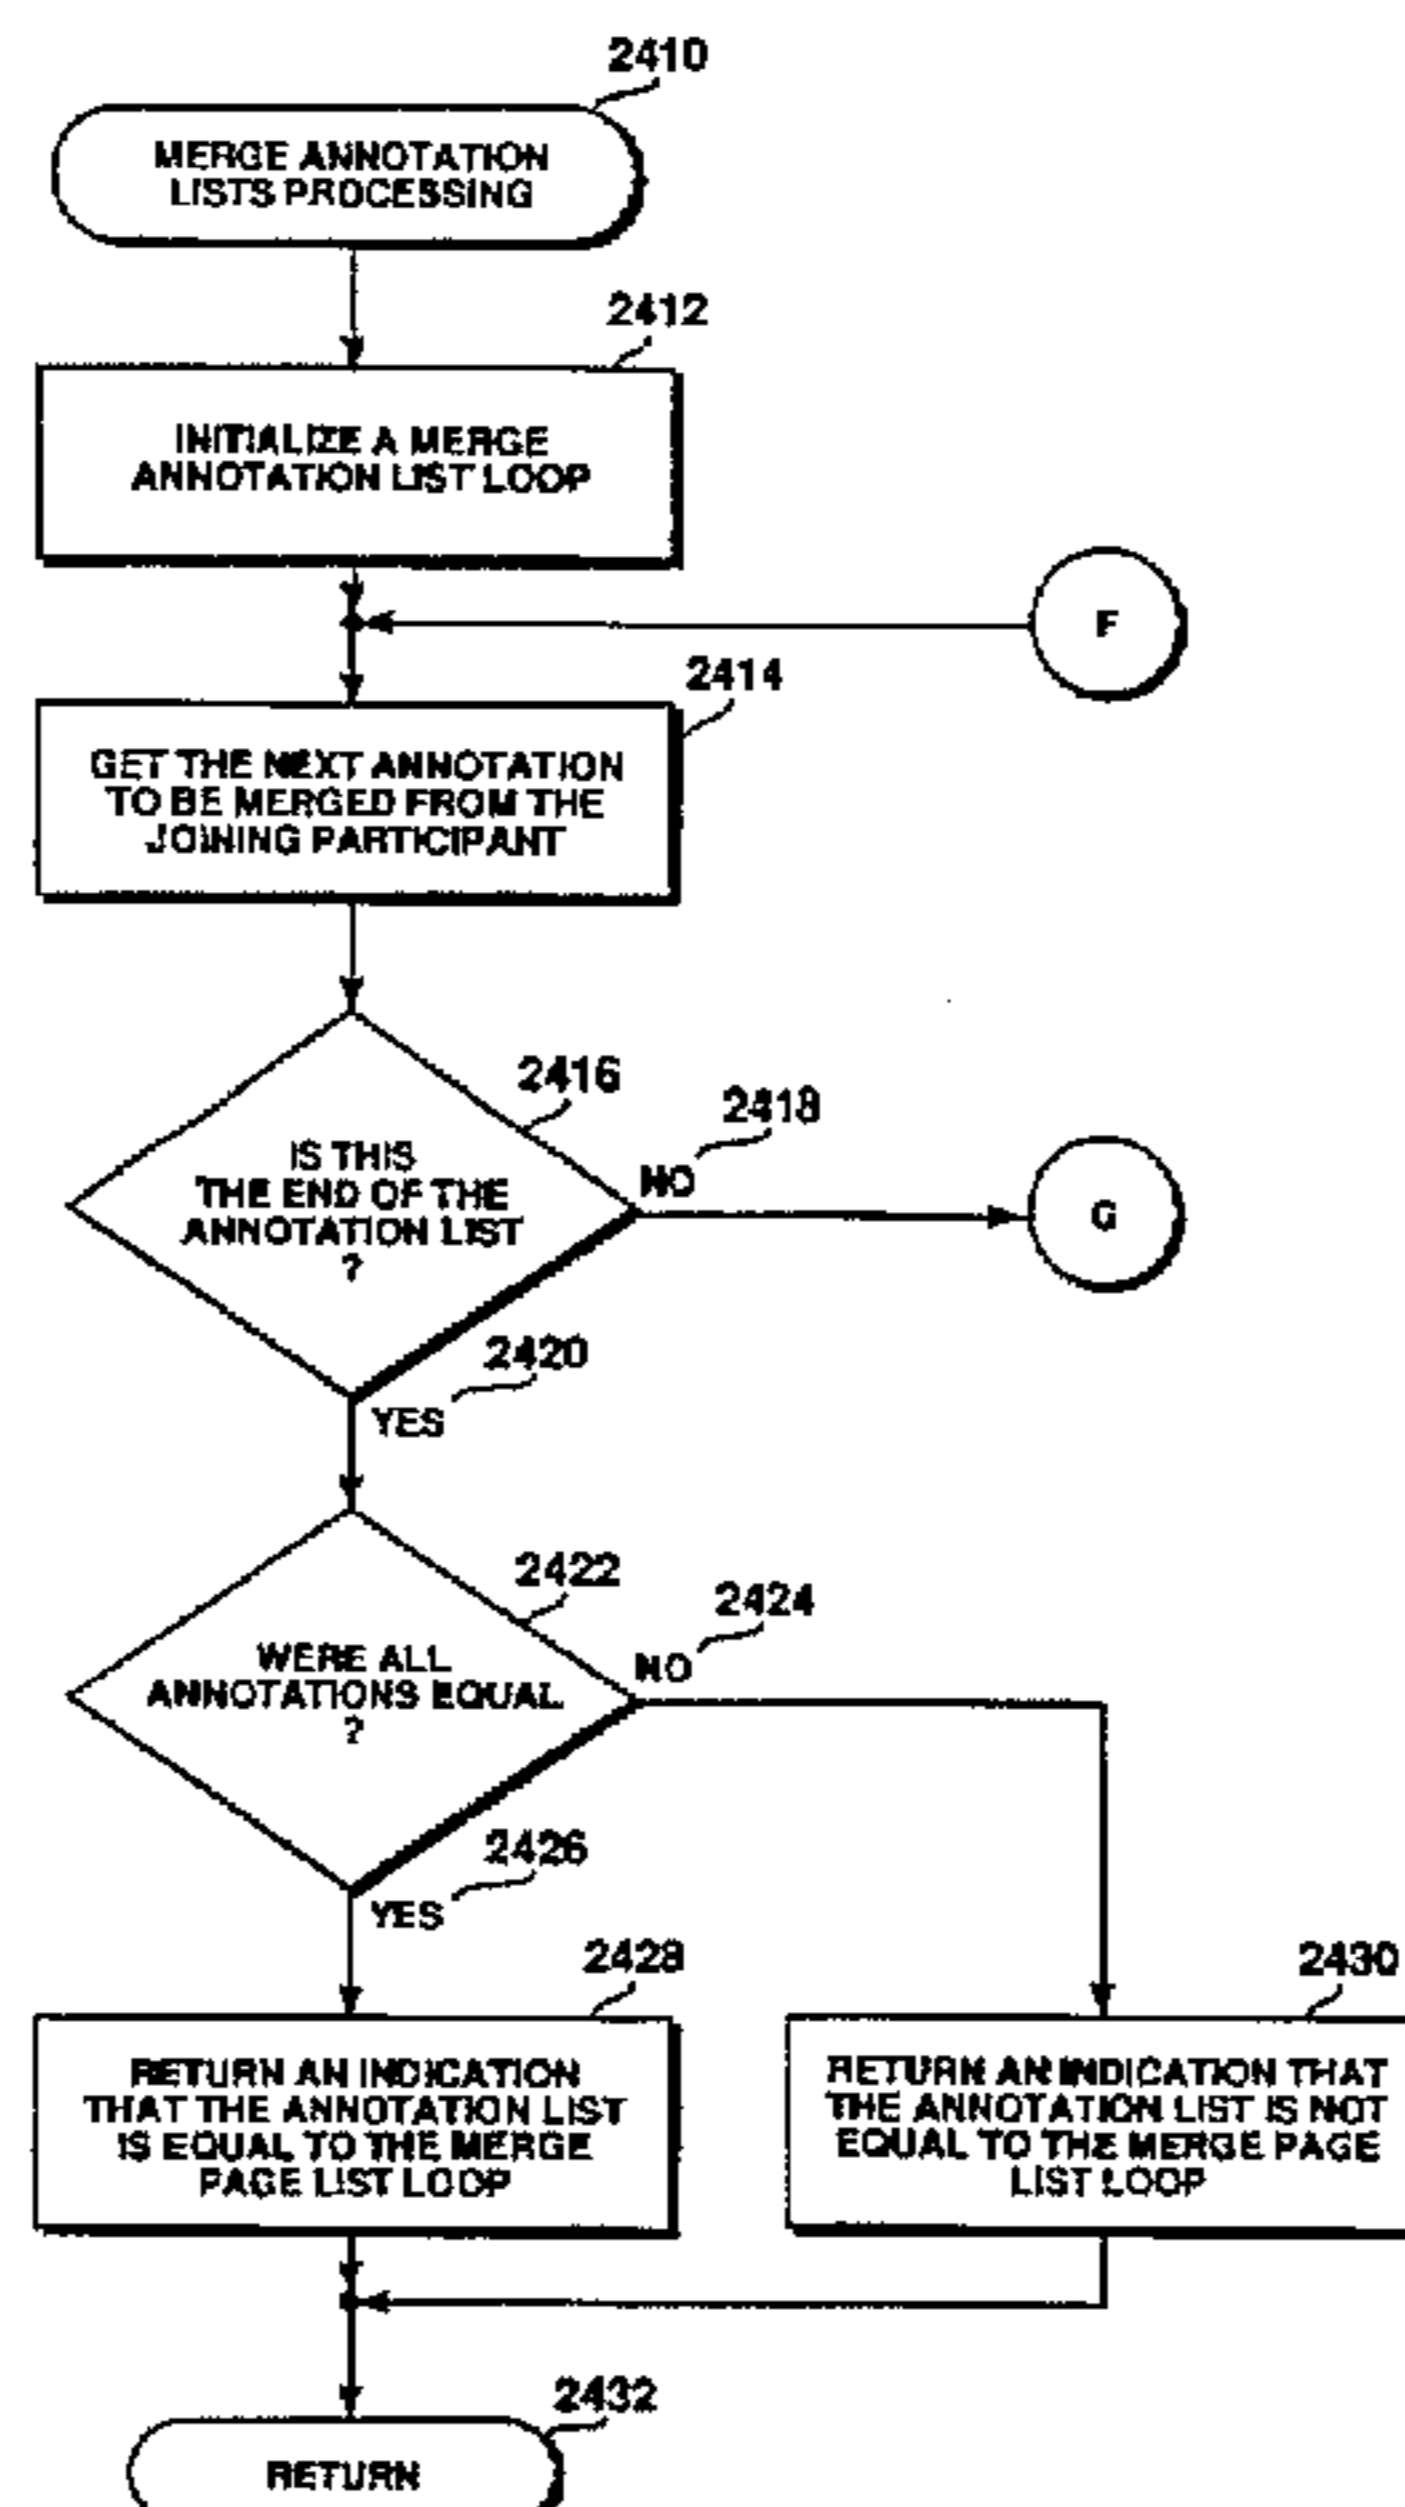 2410
MERGE ANNOTATION
LISTS PROCESSING
2412
INITIALIZE A MERGE
ANNOTATION LIST LOOP
F
2414
GET THE NEXT ANNOTATION
TO BE MERGED FROM THE
JOINING PARTICIPANT
2416
2418
IS THIS
THE END OF THE
ANNOTATION LIST
?
NO
G
2420
YES
2422
2424
WERE ALL
ANNOTATIONS EQUAL
?
NO
2426
YES
2428
RETURN AN INDICATION
THAT THE ANNOTATION LIST
IS EQUAL TO THE MERGE
PAGE LIST LOOP
2430
RETURN AN INDICATION THAT
THE ANNOTATION LIST IS NOT
EQUAL TO THE MERGE PAGE
LIST LOOP
2432
RETURN